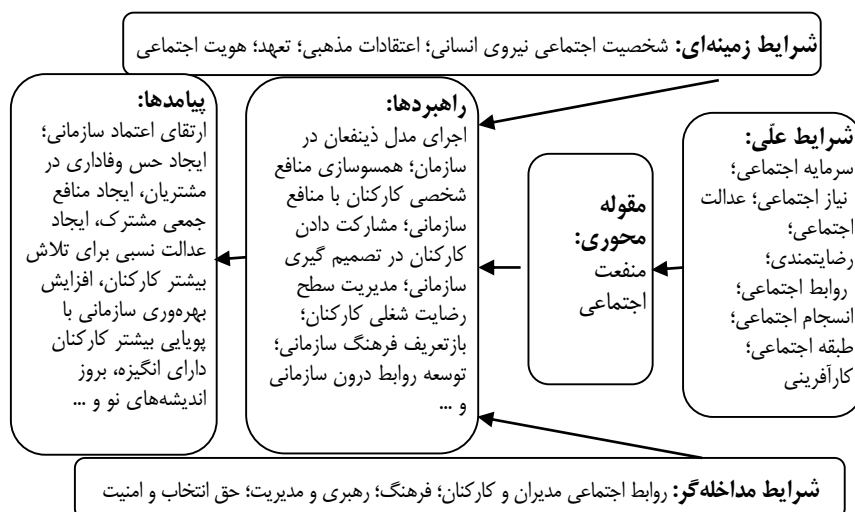 شرایط زمینه‌ای: شخصیت اجتماعی نیروی انسانی؛ اعتقادات مذهبی؛ تعهد؛ هویت اجتماعی
شرایط علّی:
سرمایه اجتماعی؛
نیاز اجتماعی؛ عدالت
اجتماعی؛
رضایتمندی؛
روابط اجتماعی؛
انسجام اجتماعی؛
طبقه اجتماعی؛
کارآفرینی
مقوله
محوری:
منفعت
اجتماعی
راهبردها:
اجرای مدل ذینفعان در
سازمان؛ همسوسازی منافع
شخصی کارکنان با منافع
سازمانی؛ مشارکت دادن
کارکنان در تصمیم گیری
سازمانی؛ مدیریت سطح
رضایت شغلی کارکنان؛
بازتعریف فرهنگ سازمانی؛
توسعه روابط درون سازمانی
و ...
پیامدها:
ارتقای اعتماد سازمانی؛
ایجاد حس وفاداری در
مشتریان، ایجاد منافع
جمعی مشترک، ایجاد
عدالت نسبی برای تلاش
بیشتر کارکنان، افزایش
بهره‌وری سازمانی با
پویایی بیشتر کارکنان
دارای انگیزه، بروز
اندیشه‌های نو و ...
شرایط مداخله‌گر: روابط اجتماعی مدیران و کارکنان؛ فرهنگ؛ رهبری و مدیریت؛ حق انتخاب و امنیت